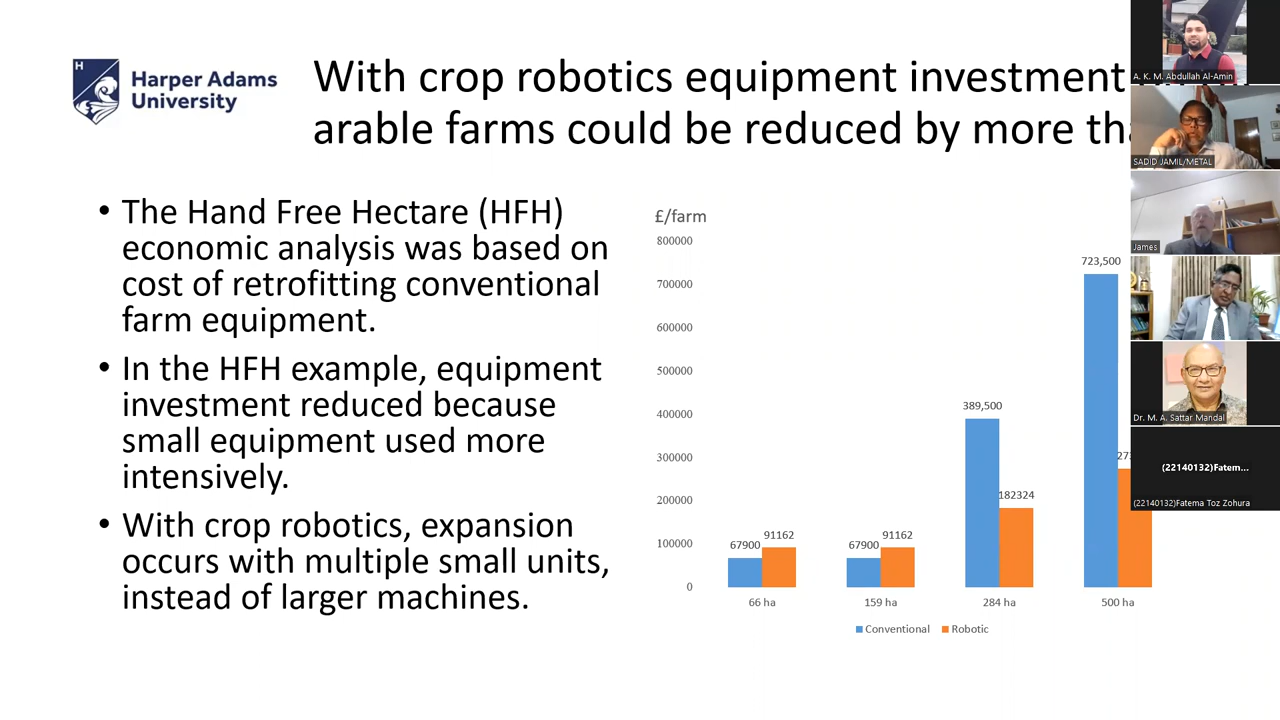 H
Harper Adams
University
With crop robotics equipment investment
arable farms could be reduced by more
• The Hand Free Hectare (HFH)
economic analysis was based on
cost of retrofitting conventional
farm equipment.
• In the HFH example, equipment
investment reduced because
small equipment used more
intensively.
• With crop robotics, expansion
occurs with multiple small units,
instead of larger machines.
£/farm
800000
700000
600000
500000
400000
300000
200000
100000
0
67900
91162
67900
91162
389,500
182324
723,500
66 ha
159 ha
284 ha
500 ha
Conventional
Robotic
A. K. M. Abdullah Al-Amin
SADID JAMIL/METAL
James
Dr. M. A. Sattar Mandal
(22140132)Fatem...
(22140132)Fatema Toz Zohura